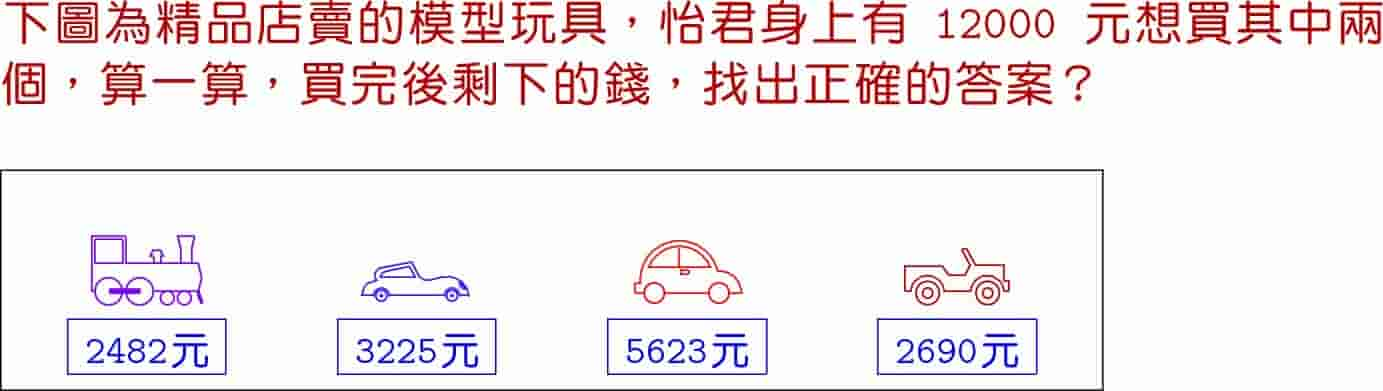 下圖為精品店賣的模型玩具，怡君身上有 12000 元想買其中兩
個，算一算，買完後剩下的錢，找出正確的答案？
2482元 3225元 5623元 2690元